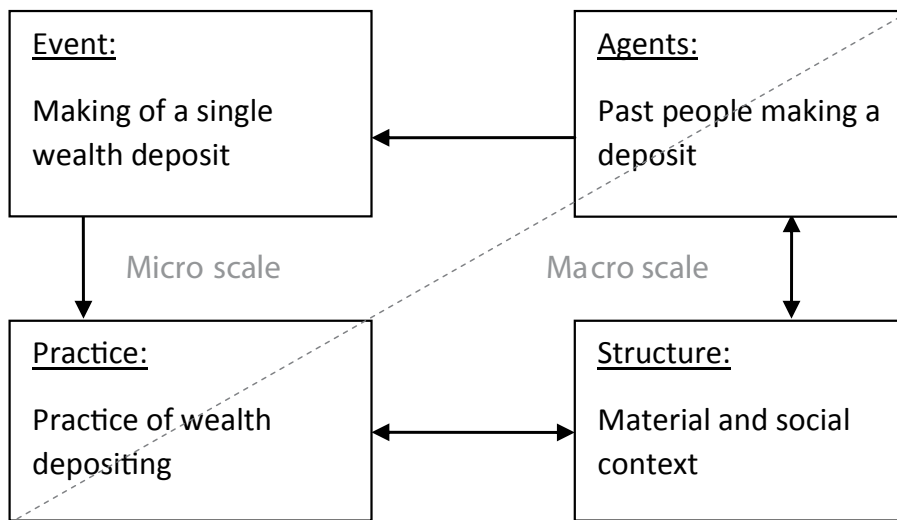 Event:
Making of a single
wealth deposit
Agents:
Past people making a
deposit
Micro scale
Macro scale
Practice:
Practice of wealth
depositing
Structure:
Material and social
context